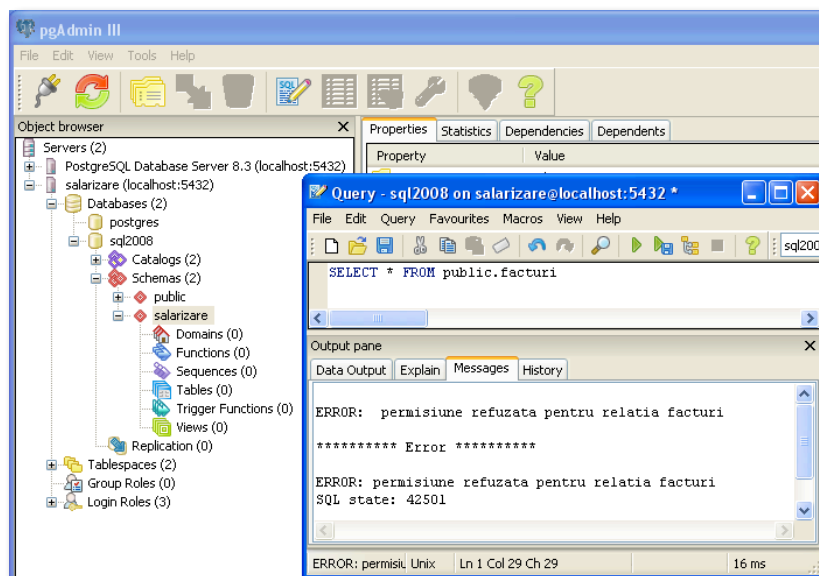 pgAdmin III
File Edit View Tools Help
SQL
Object browser
Servers (2)
PostgreSQL Database Server 8.3 (localhost:5432)
salarizare (localhost:5432)
Databases (2)
postgres
sql2008
Catalogs (2)
Schemas (2)
public
salarizare
Domains (0)
Functions (0)
Sequences (0)
Tables (0)
Trigger Functions (0)
Views (0)
Replication (0)
Tablespaces (2)
Group Roles (0)
Login Roles (3)
Properties Statistics Dependencies Dependents
Property Value
Query - sql2008 on salarizare@localhost:5432 *
File Edit Query Favourites Macros View Help
sql200
SELECT * FROM public.facturi
Output pane
Data Output Explain Messages History
ERROR: permisiune refuzata pentru relatia facturi
********** Error **********
ERROR: permisiune refuzata pentru relatia facturi
SQL state: 42501
ERROR: permisiu Unix Ln 1 Col 29 Ch 29 16 ms